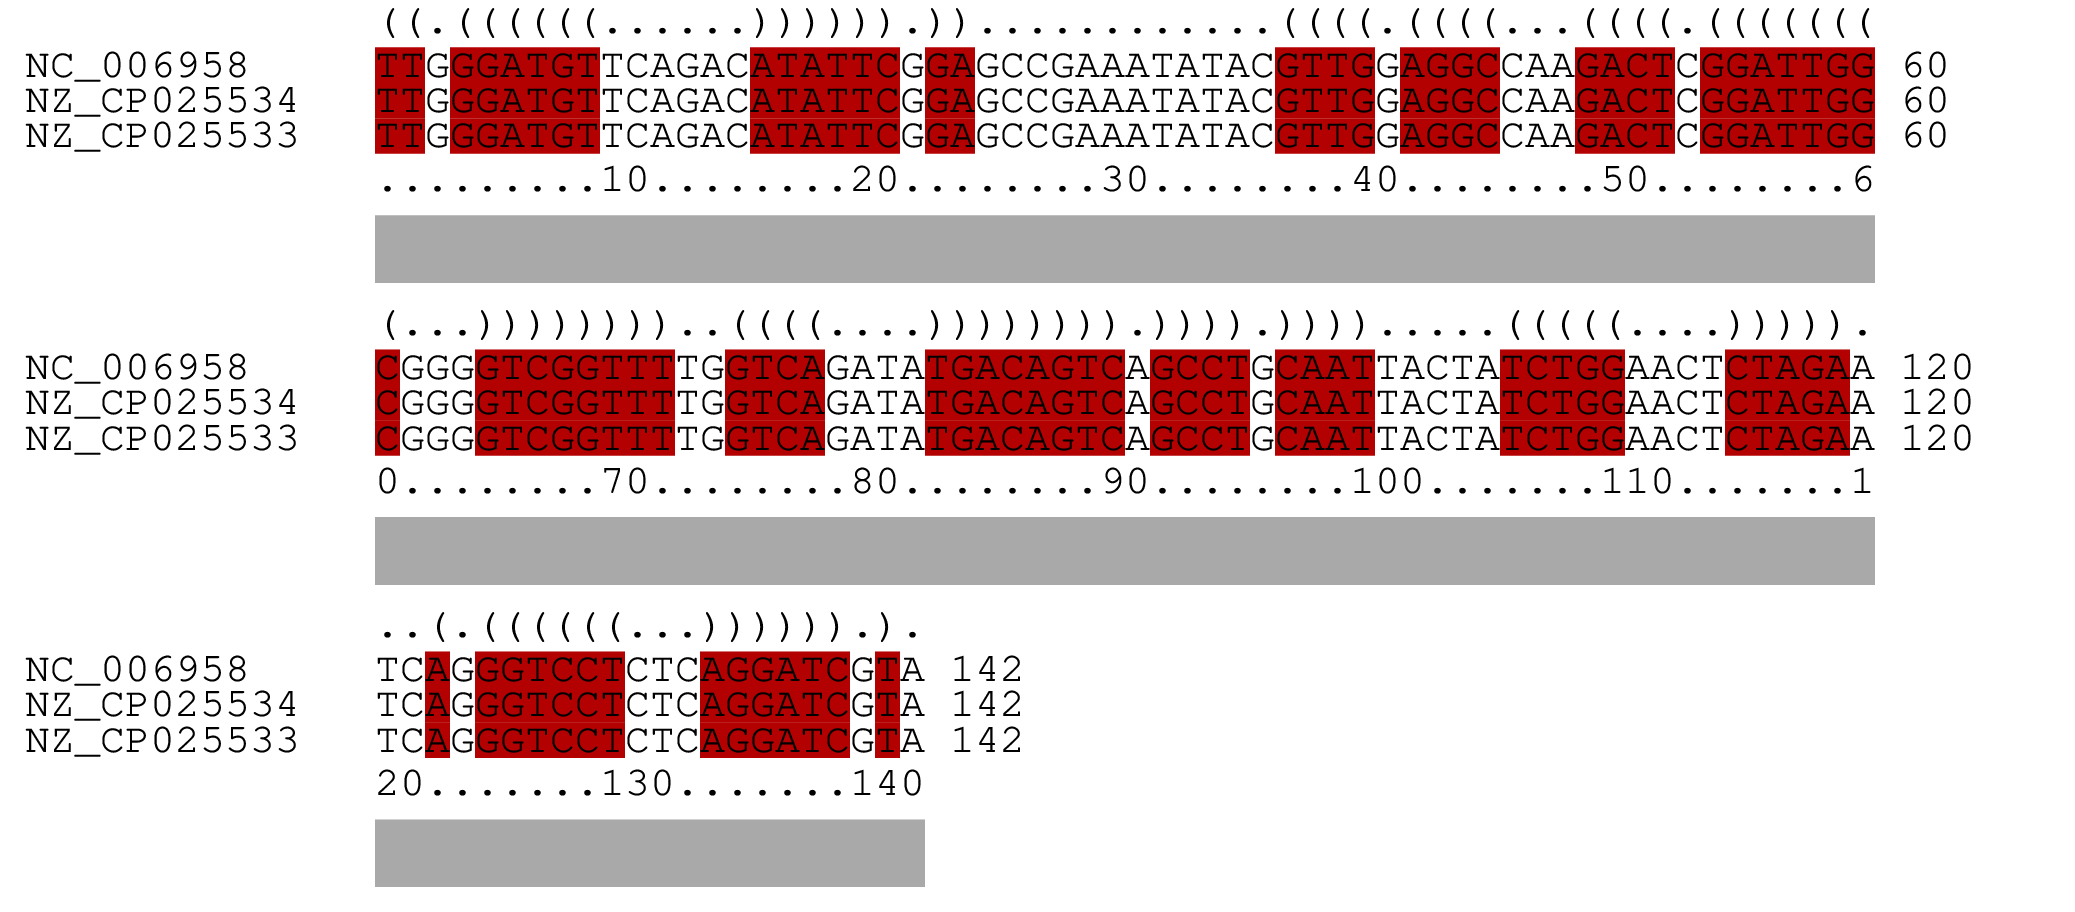 ((.((((((......)))))).))............((((.((((...((((.(((((((
NC_006958 TTGGGATGTTCAGACATATTCGGAGCCGAAATATACGTTGGAGGCCAAGACTCGGATTGG 60
NZ_CP025534 TTGGGATGTTCAGACATATTCGGAGCCGAAATATACGTTGGAGGCCAAGACTCGGATTGG 60
NZ_CP025533 TTGGGATGTTCAGACATATTCGGAGCCGAAATATACGTTGGAGGCCAAGACTCGGATTGG 60
.........10........20........30........40........50........6
(...))))))))..((((....)))))))).)))).)))).....(((((....))))).
NC_006958 CGGGGTCGGTTTTGGTCAGATATGACAGTCAGCCTGCAATTACTATCTGGAACTCTAGAA 120
NZ_CP025534 CGGGGTCGGTTTTGGTCAGATATGACAGTCAGCCTGCAATTACTATCTGGAACTCTAGAA 120
NZ_CP025533 CGGGGTCGGTTTTGGTCAGATATGACAGTCAGCCTGCAATTACTATCTGGAACTCTAGAA 120
0........70........80........90........100.......110.......1
..(.((((((...)))))).).
NC_006958 TCAGGGTCCTCTCAGGATCGTA 142
NZ_CP025534 TCAGGGTCCTCTCAGGATCGTA 142
NZ_CP025533 TCAGGGTCCTCTCAGGATCGTA 142
20.......130.......140